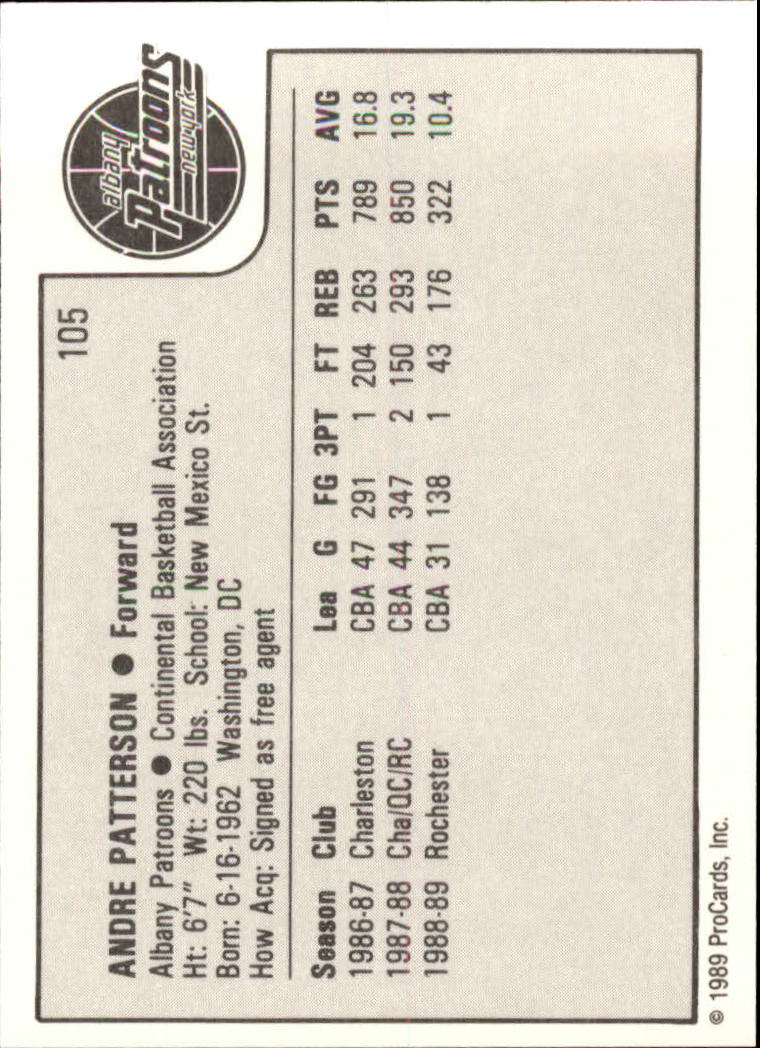 105
albany
Patroons
new york
ANDRE PATTERSON ● Forward
Albany Patroons ● Continental Basketball Association
Ht: 6'7" Wt: 220 lbs. School: New Mexico St.
Born: 6-16-1962 Washington, DC
How Acq: Signed as free agent
Season Club Lea G FG 3PT FT REB PTS AVG
1986-87 Charleston CBA 47 291 1 204 263 789 16.8
1987-88 Cha/QC/RC CBA 44 347 2 150 293 850 19.3
1988-89 Rochester CBA 31 138 1 43 176 322 10.4
© 1989 ProCards, Inc.